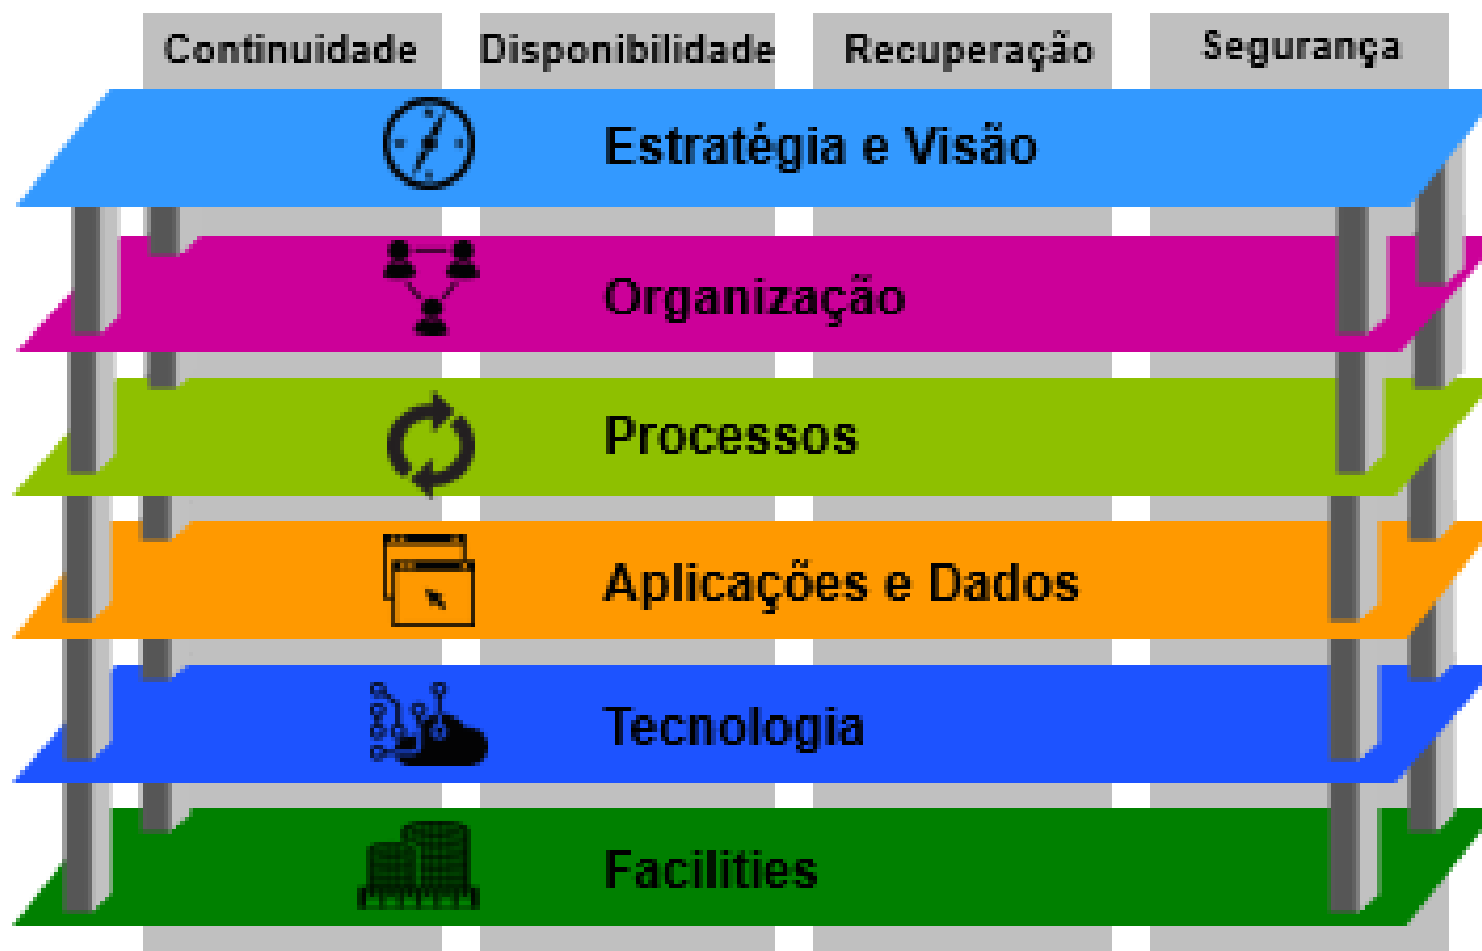 Continuidade Disponibilidade Recuperação Segurança
Estratégia e Visão
Organização
Processos
Aplicações e Dados
Tecnologia
Facilities